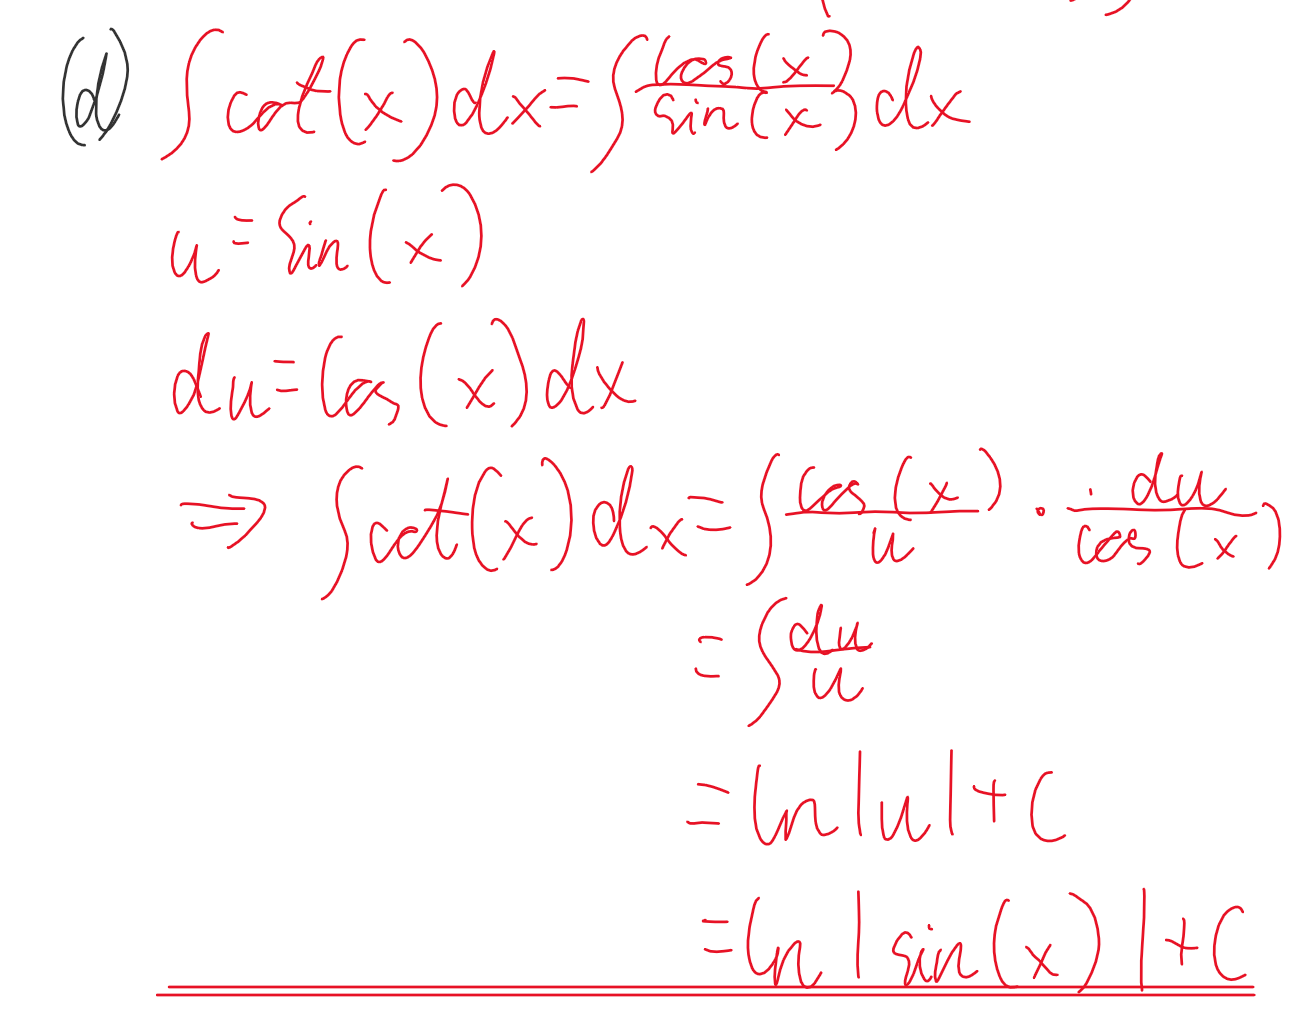 (d) ∫cot(x)dx = ∫ cos(x)/sin(x) dx
u = sin(x)
du = cos(x)dx
⇒ ∫cot(x)dx = ∫ cos(x)/u · du/cos(x)
= ∫ du/u
= ln|u| + C
= ln|sin(x)| + C